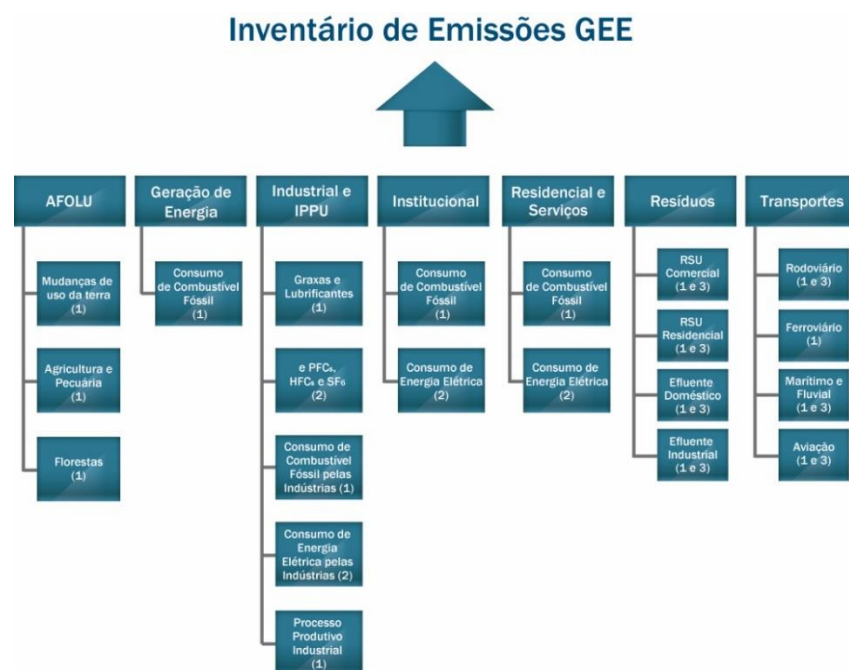 Inventário de Emissões GEE
AFOLU
Mudanças de
uso da terra
(1)
Agricultura e
Pecuária
(1)
Florestas
(1)
Geração de
Energia
Consumo
de Combustível
Fóssil
(1)
Industrial e
IPPU
Graxas e
Lubrificantes
(1)
e PFCs,
HFCs e SF₆
(2)
Consumo de
Combustível
Fóssil pelas
Indústrias (1)
Consumo de
Energia
Elétrica pelas
Indústrias (2)
Processo
Produtivo
Industrial
(1)
Institucional
Consumo
de Combustível
Fóssil
(1)
Consumo de
Energia Elétrica
(2)
Residencial e
Serviços
Consumo
de Combustível
Fóssil
(1)
Consumo de
Energia Elétrica
(2)
Resíduos
RSU
Comercial
(1 e 3)
RSU
Residencial
(1 e 3)
Efluente
Doméstico
(1 e 3)
Efluente
Industrial
(1 e 3)
Transportes
Rodoviário
(1 e 3)
Ferroviário
(1)
Marítimo e
Fluvial
(1 e 3)
Aviação
(1 e 3)